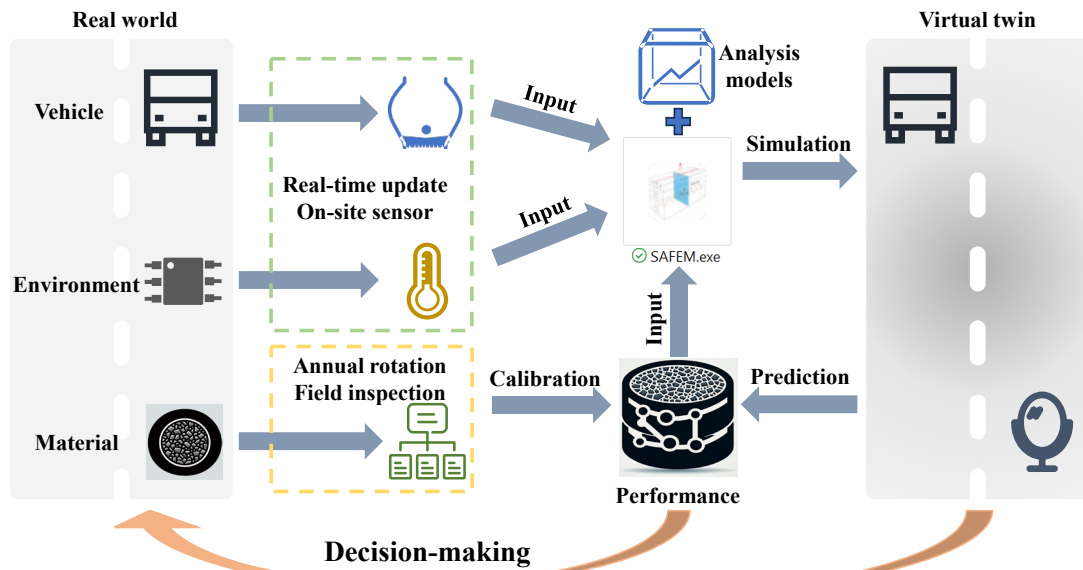 Real world
Virtual twin
Vehicle
Environment
Material
Real-time update
On-site sensor
Annual rotation
Field inspection
Input
Input
Input
Calibration
Analysis
models
SAFEM.exe
Simulation
Prediction
Performance
Decision-making